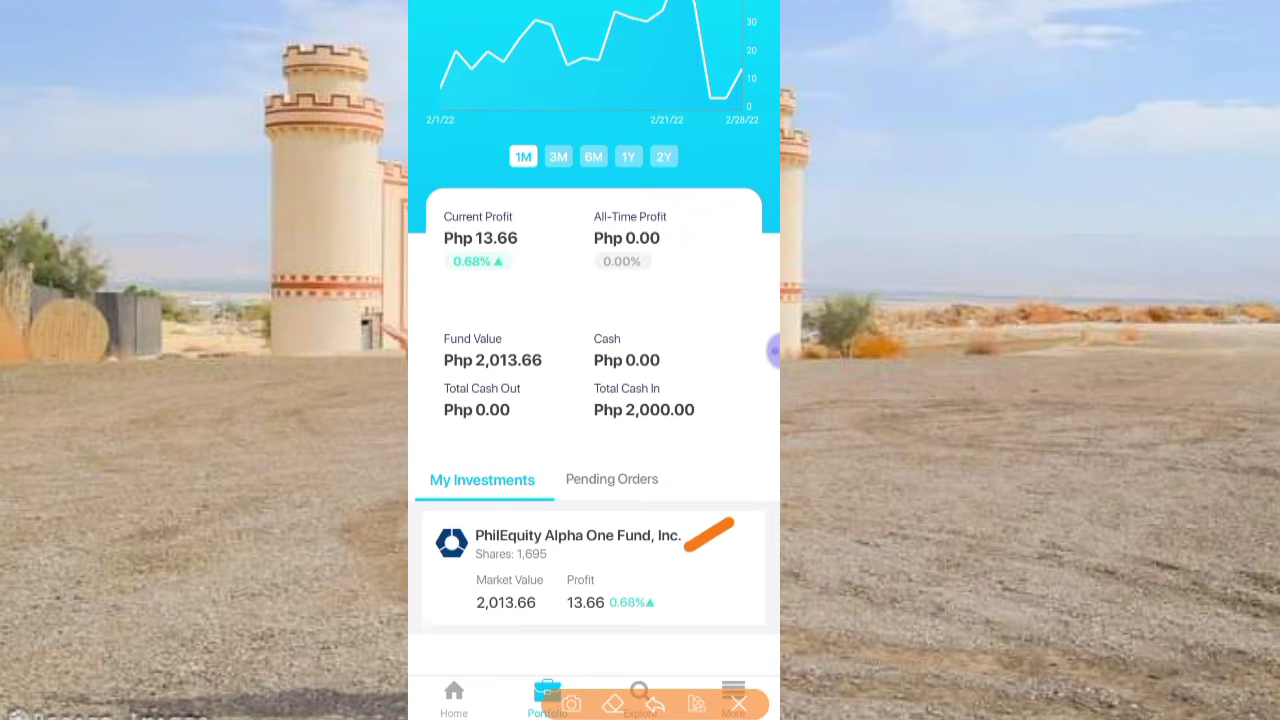 30
20
10
0
2/1/22 2/21/22 2/28/22
1M 3M 6M 1Y 2Y
Current Profit All-Time Profit
Php 13.66 Php 0.00
0.68% ▲ 0.00%
Fund Value Cash
Php 2,013.66 Php 0.00
Total Cash Out Total Cash In
Php 0.00 Php 2,000.00
My Investments Pending Orders
PhilEquity Alpha One Fund, Inc.
Shares: 1,695
Market Value Profit
2,013.66 13.66 0.68%▲
Home Portfolio Explore More